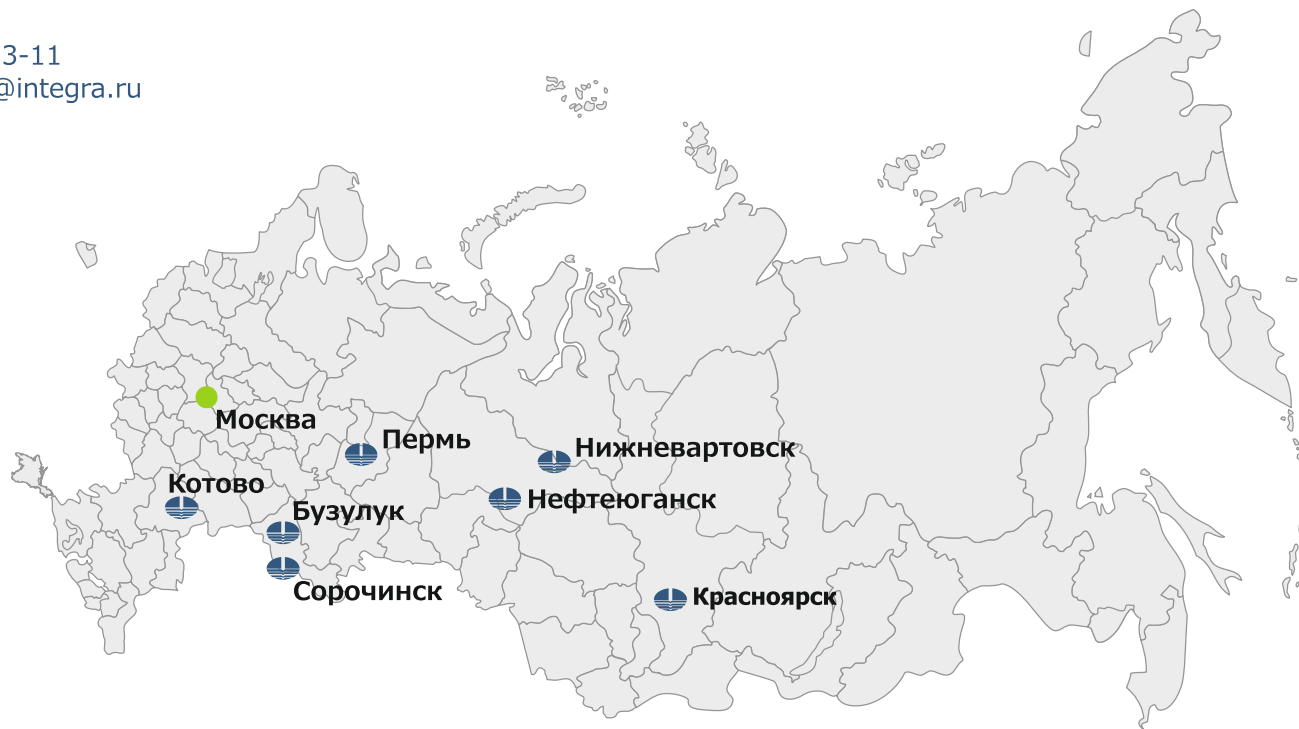 3-11
@integra.ru
Москва
Пермь
Нижневартовск
Котово
Нефтеюганск
Бузулук
Сорочинск
Красноярск